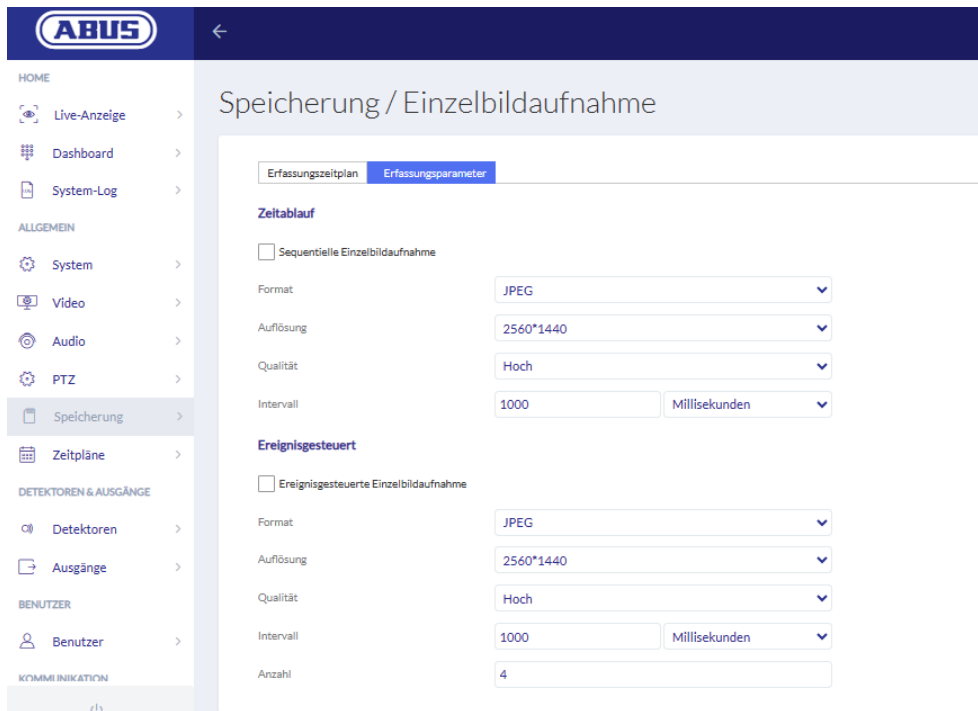 ABUS
HOME
Live-Anzeige
Dashboard
LOG
System-Log
ALLGEMEIN
System
Video
Audio
PTZ
Speicherung
Zeitpläne
DETEKTOREN & AUSGÄNGE
Detektoren
Ausgänge
BENUTZER
Benutzer
KOMMUNIKATION
Speicherung / Einzelbildaufnahme
Erfassungszeitplan Erfassungsparameter
Zeitablauf
Sequentielle Einzelbildaufnahme
Format JPEG
Auflösung 2560*1440
Qualität Hoch
Intervall 1000 Millisekunden
Ereignisgesteuert
Ereignisgesteuerte Einzelbildaufnahme
Format JPEG
Auflösung 2560*1440
Qualität Hoch
Intervall 1000 Millisekunden
Anzahl 4